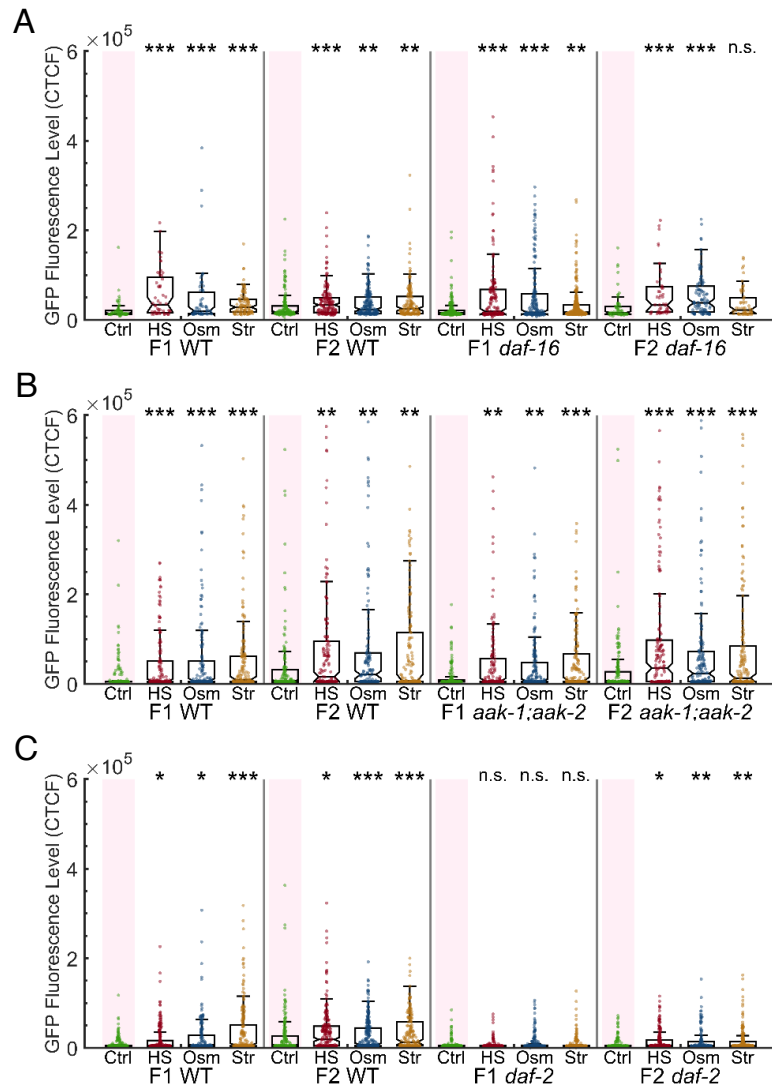 A
×10⁵
*** *** *** *** ** ** *** *** ** *** *** n.s.
GFP Fluorescence Level (CTCF)
6
4
2
0
Ctrl HS Osm Str Ctrl HS Osm Str Ctrl HS Osm Str Ctrl HS Osm Str
F1 WT F2 WT F1 daf-16 F2 daf-16
B
×10⁵
*** *** *** ** ** ** ** ** *** *** *** ***
GFP Fluorescence Level (CTCF)
6
4
2
0
Ctrl HS Osm Str Ctrl HS Osm Str Ctrl HS Osm Str Ctrl HS Osm Str
F1 WT F2 WT F1 aak-1;aak-2 F2 aak-1;aak-2
C
×10⁵
* * *** * *** *** n.s. n.s. n.s. * ** **
GFP Fluorescence Level (CTCF)
6
4
2
0
Ctrl HS Osm Str Ctrl HS Osm Str Ctrl HS Osm Str Ctrl HS Osm Str
F1 WT F2 WT F1 daf-2 F2 daf-2